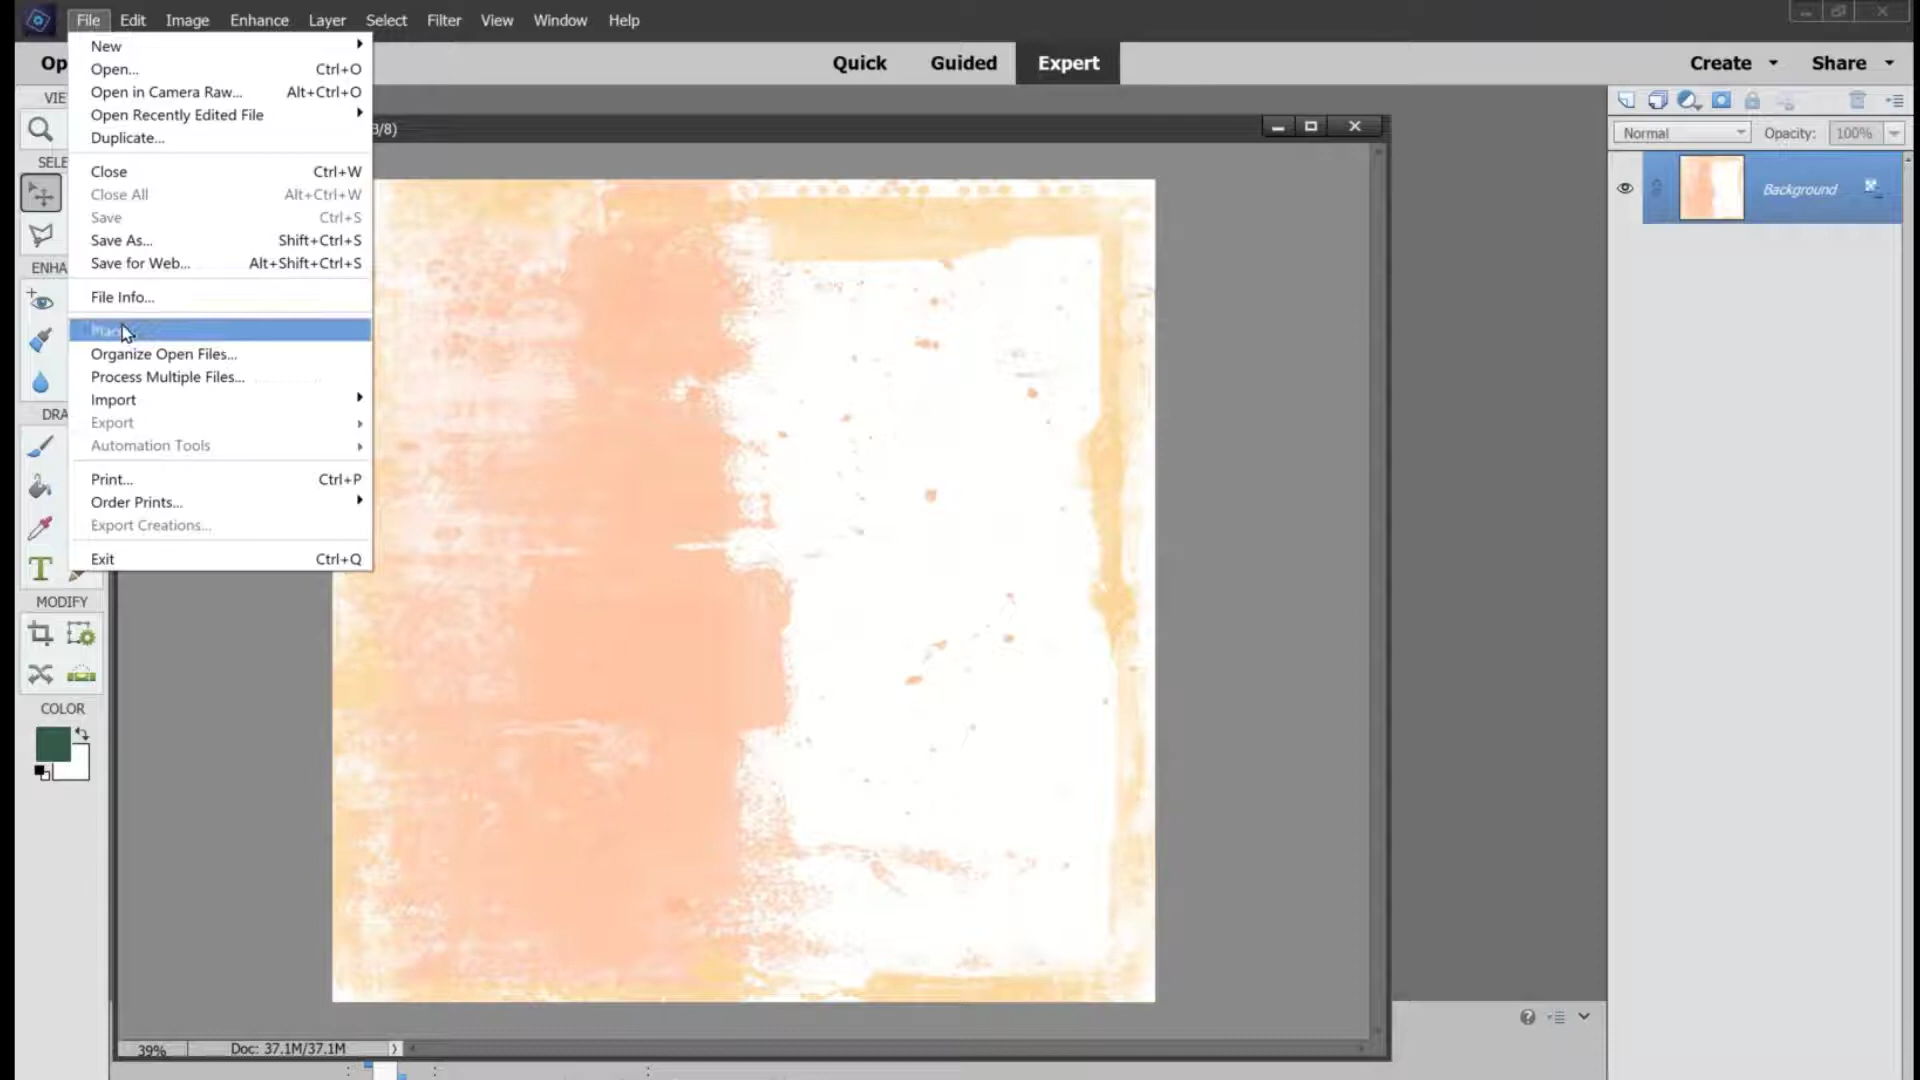 File Edit Image Enhance Layer Select Filter View Window Help
Quick Guided Expert Create Share
New
Open... Ctrl+O
Open in Camera Raw... Alt+Ctrl+O
Open Recently Edited File
Duplicate...
Close Ctrl+W
Close All Alt+Ctrl+W
Save Ctrl+S
Save As... Shift+Ctrl+S
Save for Web... Alt+Shift+Ctrl+S
File Info...
Organize Open Files...
Process Multiple Files...
Import
Export
Automation Tools
Print... Ctrl+P
Order Prints...
Export Creations...
Exit Ctrl+Q
MODIFY
COLOR
39% Doc: 37.1M/37.1M
Normal Opacity: 100%
Background